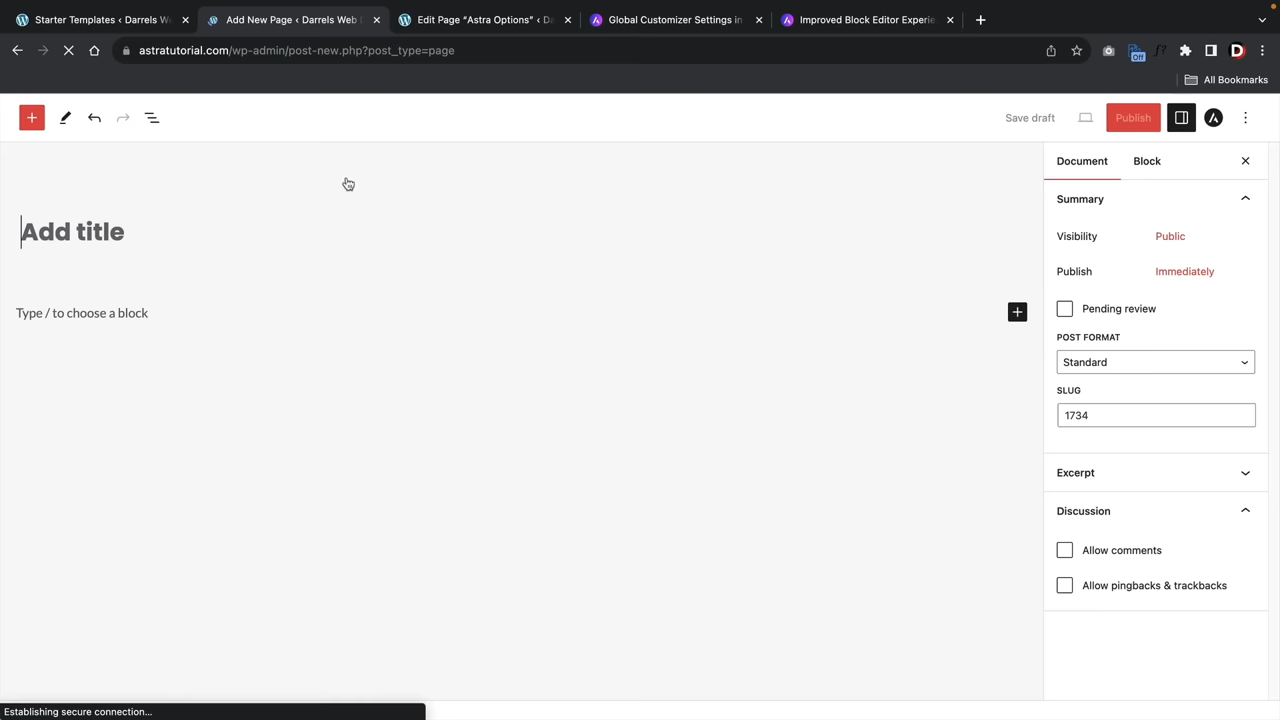 Starter Templates ‹ Darrels We
Add New Page ‹ Darrels Web
Edit Page “Astra Options” ‹ Da
Global Customizer Settings in
Improved Block Editor Experie
astratutorial.com/wp-admin/post-new.php?post_type=page
Off
D
All Bookmarks
Save draft
Publish
Document
Block
Add title
Type / to choose a block
Summary
Visibility
Public
Publish
Immediately
Pending review
POST FORMAT
Standard
SLUG
1734
Excerpt
Discussion
Allow comments
Allow pingbacks & trackbacks
Establishing secure connection...